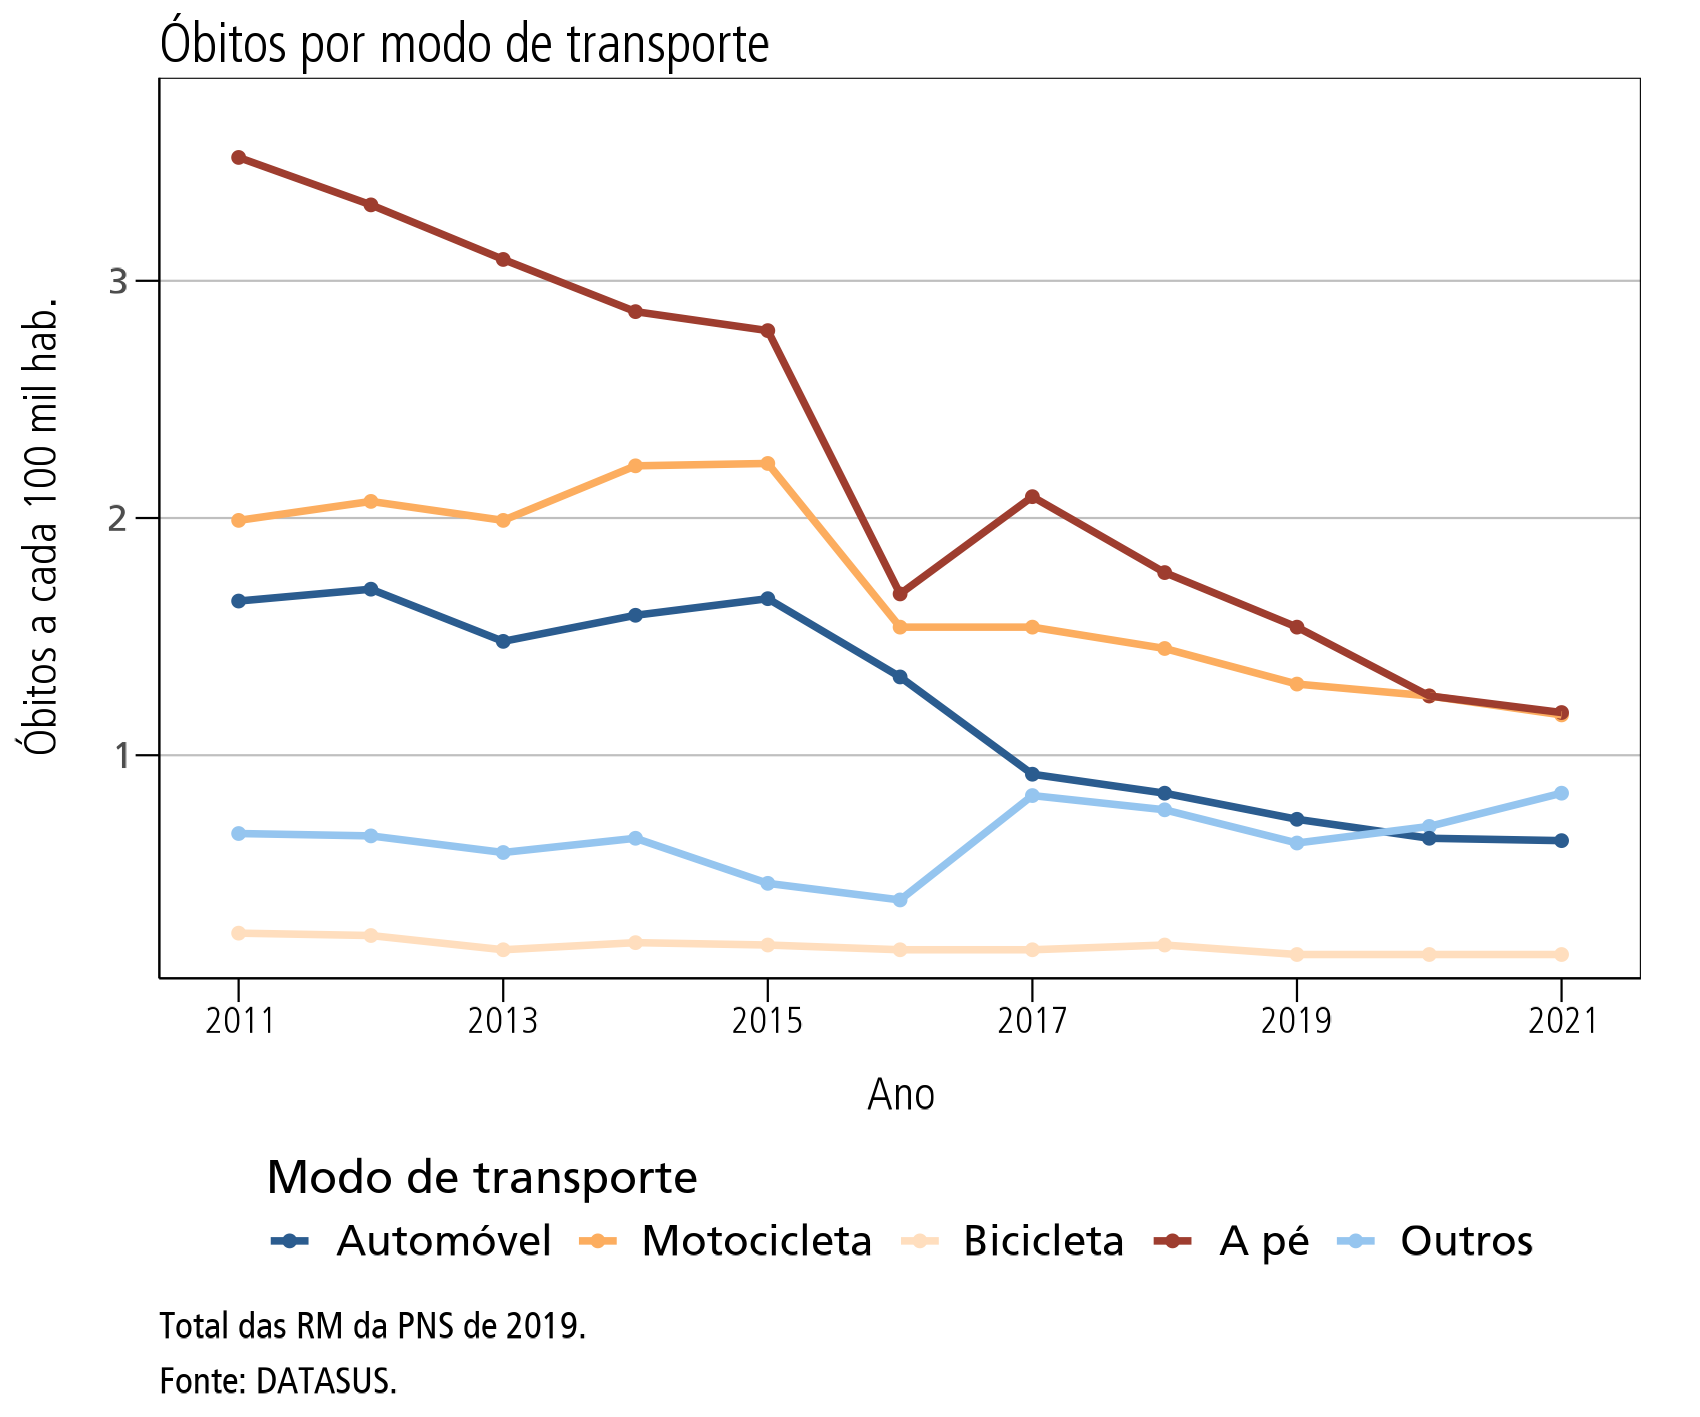 Óbitos por modo de transporte
Óbitos a cada 100 mil hab.
3
2
1
2011 2013 2015 2017 2019 2021
Ano
Modo de transporte
Automóvel Motocicleta Bicicleta A pé Outros
Total das RM da PNS de 2019.
Fonte: DATASUS.